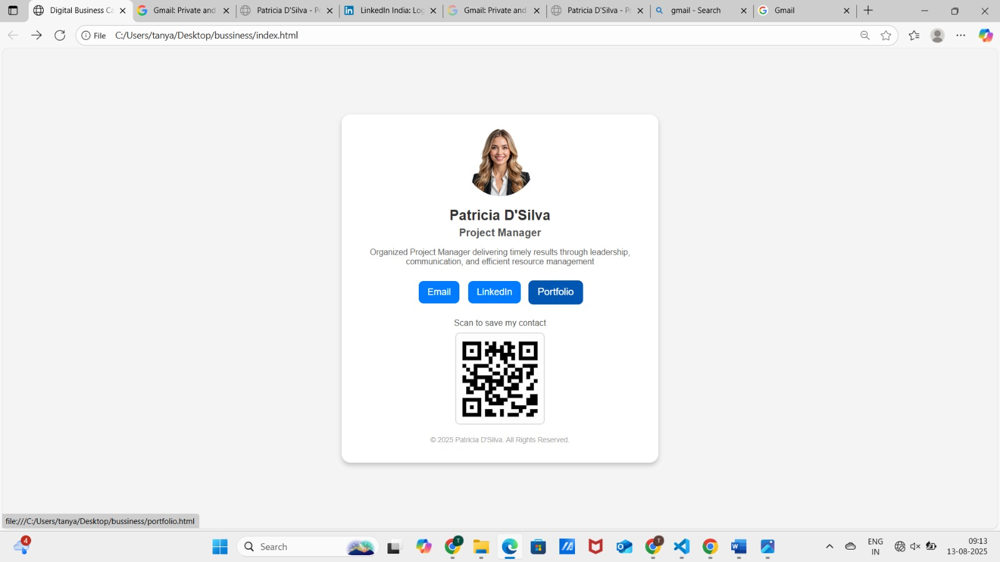 Digital Business Ca
Gmail: Private and
Patricia D'Silva - Po
LinkedIn India: Log
Gmail: Private and
Patricia D'Silva - Po
gmail - Search
Gmail
File
C:/Users/tanya/Desktop/bussiness/index.html
Patricia D'Silva
Project Manager
Organized Project Manager delivering timely results through leadership,
communication, and efficient resource management
Email
LinkedIn
Portfolio
Scan to save my contact
© 2025 Patricia D'Silva. All Rights Reserved.
file:///C:/Users/tanya/Desktop/bussiness/portfolio.html
4
Search
T
T
ENG
IN
09:13
13-08-2025